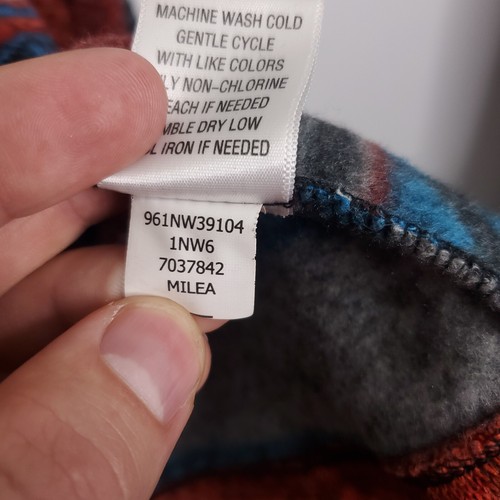 MACHINE WASH COLD
GENTLE CYCLE
WITH LIKE COLORS
NON-CHLORINE
IF NEEDED
DRY LOW
IRON IF NEEDED
961NW39104
1NW6
7037842
MILEA